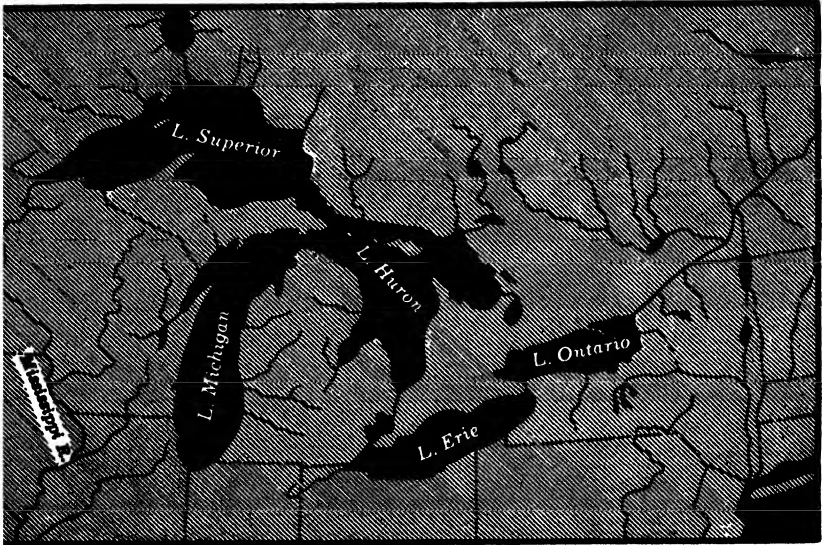 L. Superior
L. Huron
L. Michigan
L. Ontario
L. Erie
Mississippi R.